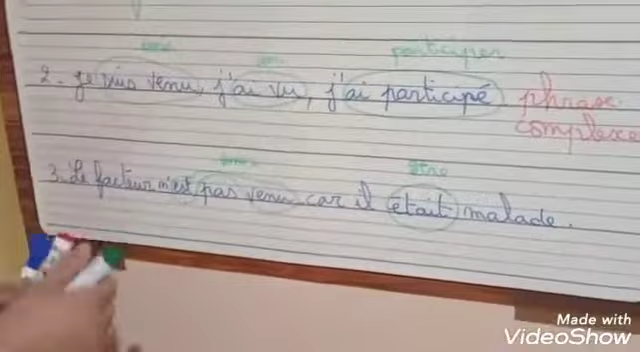 participer
2. Je suis venu, j'ai vu, j'ai participé. phrase
complexe
être
3. Le facteur n'est pas venu car il était malade.
Made with
VideoShow